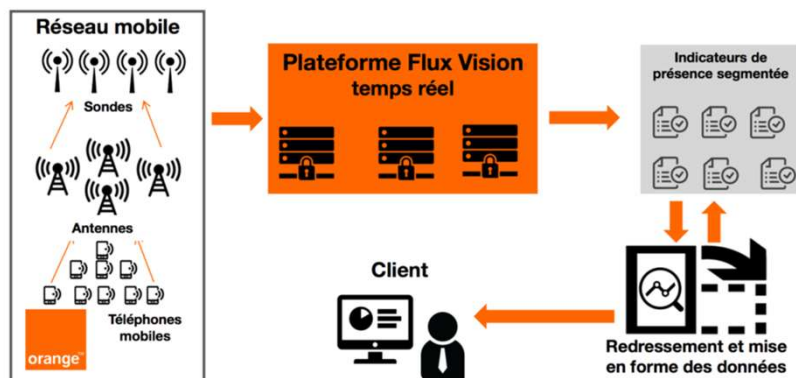 Réseau mobile
Sondes
Antennes
Téléphones
mobiles
orange™
Plateforme Flux Vision
temps réel
Indicateurs de
présence segmentée
Client
Redressement et mise
en forme des données